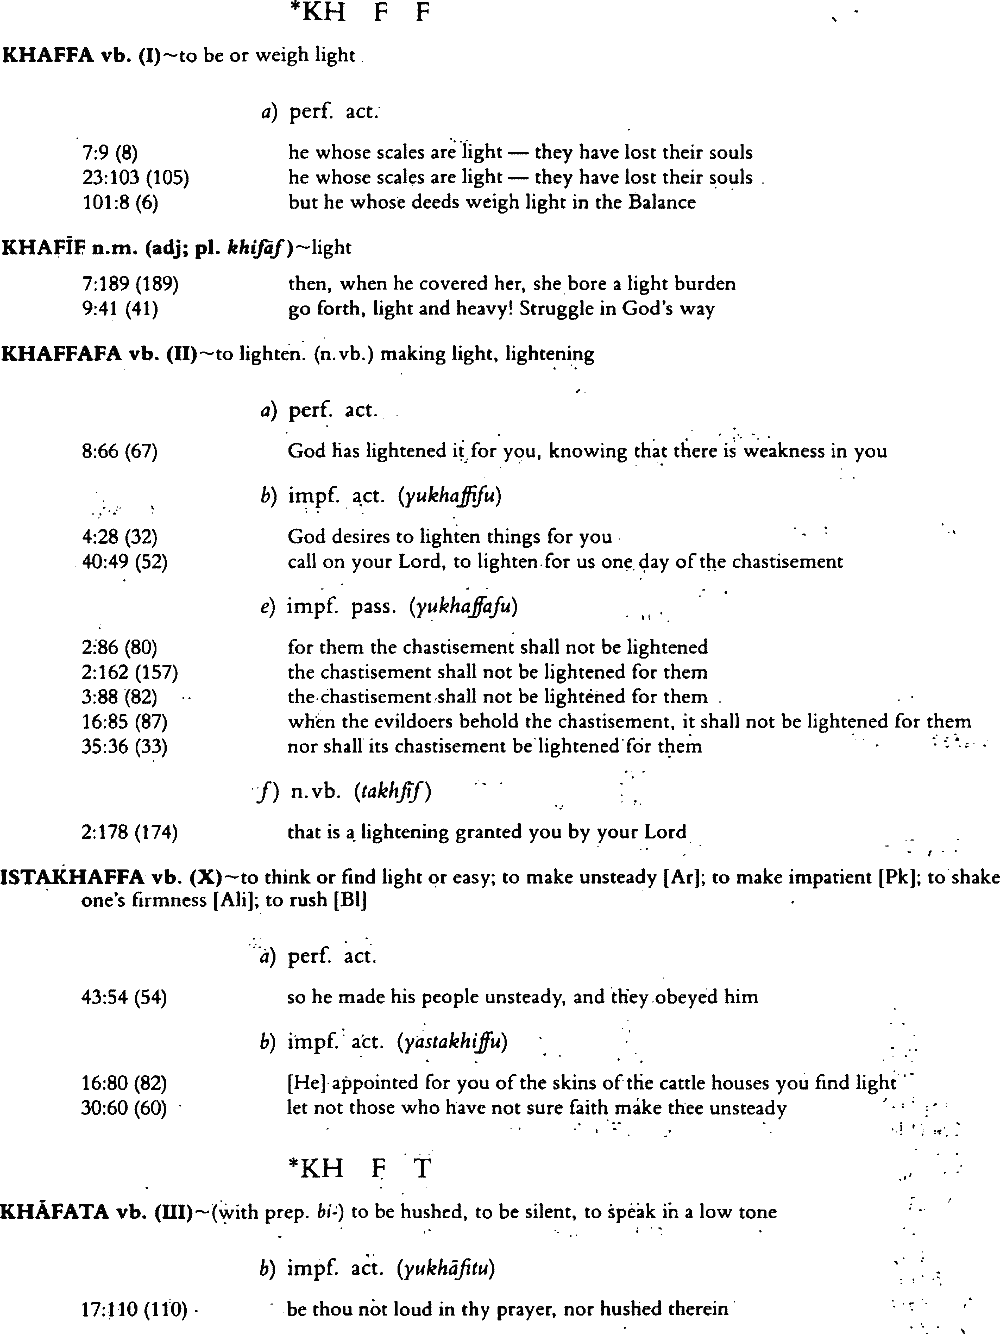 *KH F F
KHAFFA vb. (I)~to be or weigh light
a) perf. act.
7:9 (8) he whose scales are light — they have lost their souls
23:103 (105) he whose scales are light — they have lost their souls
101:8 (6) but he whose deeds weigh light in the Balance
KHAFĪF n.m. (adj; pl. khifāf)~light
7:189 (189) then, when he covered her, she bore a light burden
9:41 (41) go forth, light and heavy! Struggle in God's way
KHAFFAFA vb. (II)~to lighten. (n.vb.) making light, lightening
a) perf. act.
8:66 (67) God has lightened it for you, knowing that there is weakness in you
b) impf. act. (yukhaffifu)
4:28 (32) God desires to lighten things for you
40:49 (52) call on your Lord, to lighten for us one day of the chastisement
e) impf. pass. (yukhaffafu)
2:86 (80) for them the chastisement shall not be lightened
2:162 (157) the chastisement shall not be lightened for them
3:88 (82) the chastisement shall not be lightened for them
16:85 (87) when the evildoers behold the chastisement, it shall not be lightened for them
35:36 (33) nor shall its chastisement be lightened for them
f) n.vb. (takhfīf)
2:178 (174) that is a lightening granted you by your Lord
ISTAKHAFFA vb. (X)~to think or find light or easy; to make unsteady [Ar]; to make impatient [Pk]; to shake
one's firmness [Ali]; to rush [Bl]
a) perf. act.
43:54 (54) so he made his people unsteady, and they obeyed him
b) impf. act. (yastakhiffu)
16:80 (82) [He] appointed for you of the skins of the cattle houses you find light
30:60 (60) let not those who have not sure faith make thee unsteady
*KH F T
KHĀFATA vb. (III)~(with prep. bi-) to be hushed, to be silent, to speak in a low tone
b) impf. act. (yukhāfitu)
17:110 (110) be thou not loud in thy prayer, nor hushed therein